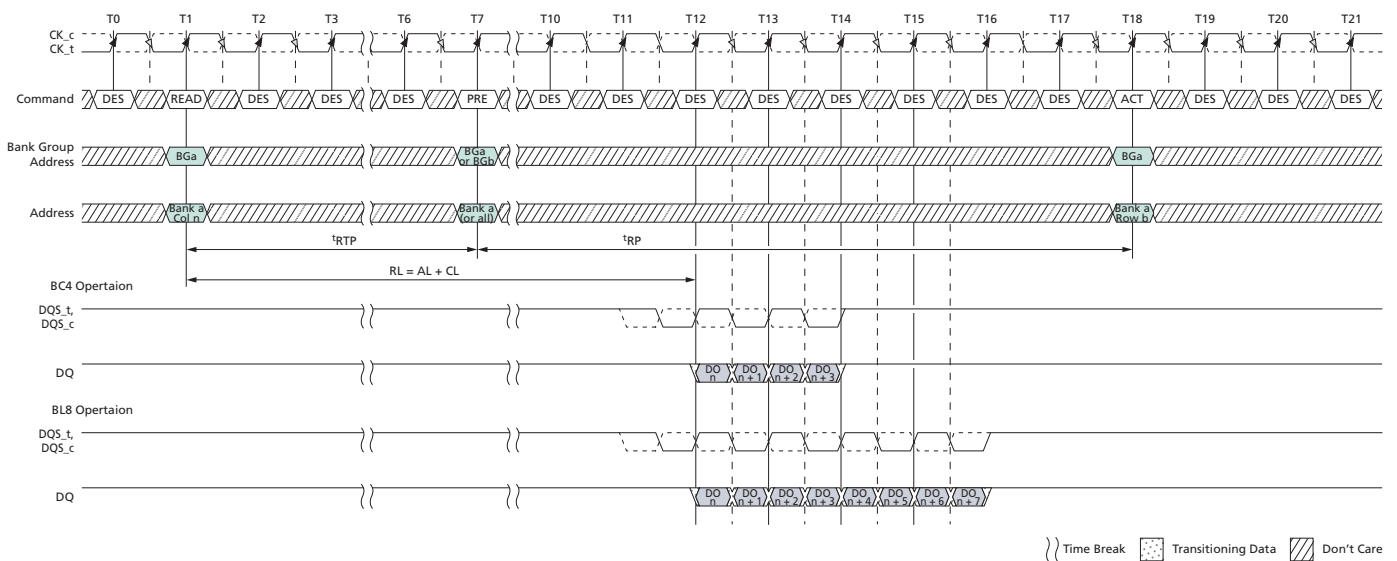 T0 T1 T2 T3 T6 T7 T10 T11 T12 T13 T14 T15 T16 T17 T18 T19 T20 T21
CK_c
CK_t
Command DES READ DES DES DES PRE DES DES DES DES DES DES DES DES ACT DES DES DES
Bank Group
Address
BGa
BGa
or BGb
BGa
Address
Bank a
Col n
Bank a
(or all)
Bank a
Row b
tRTP tRP
RL = AL + CL
BC4 Opertaion
DQS_t,
DQS_c
DQ
DO
n
DO
n + 1
DO
n + 2
DO
n + 3
BL8 Opertaion
DQS_t,
DQS_c
DQ
DO
n
DO
n + 1
DO
n + 2
DO
n + 3
DO
n + 4
DO
n + 5
DO
n + 6
DO
n + 7
Time Break Transitioning Data Don't Care